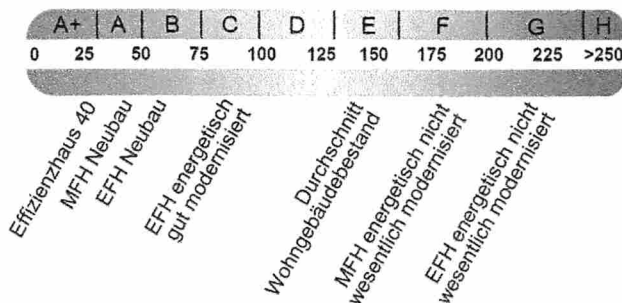 A+ A B C D E F G H
0 25 50 75 100 125 150 175 200 225 >250
Effizienzhaus 40
MFH Neubau
EFH Neubau
EFH energetisch
gut modernisiert
Durchschnitt
Wohngebäudebestand
MFH energetisch nicht
wesentlich modernisiert
EFH energetisch nicht
wesentlich modernisiert